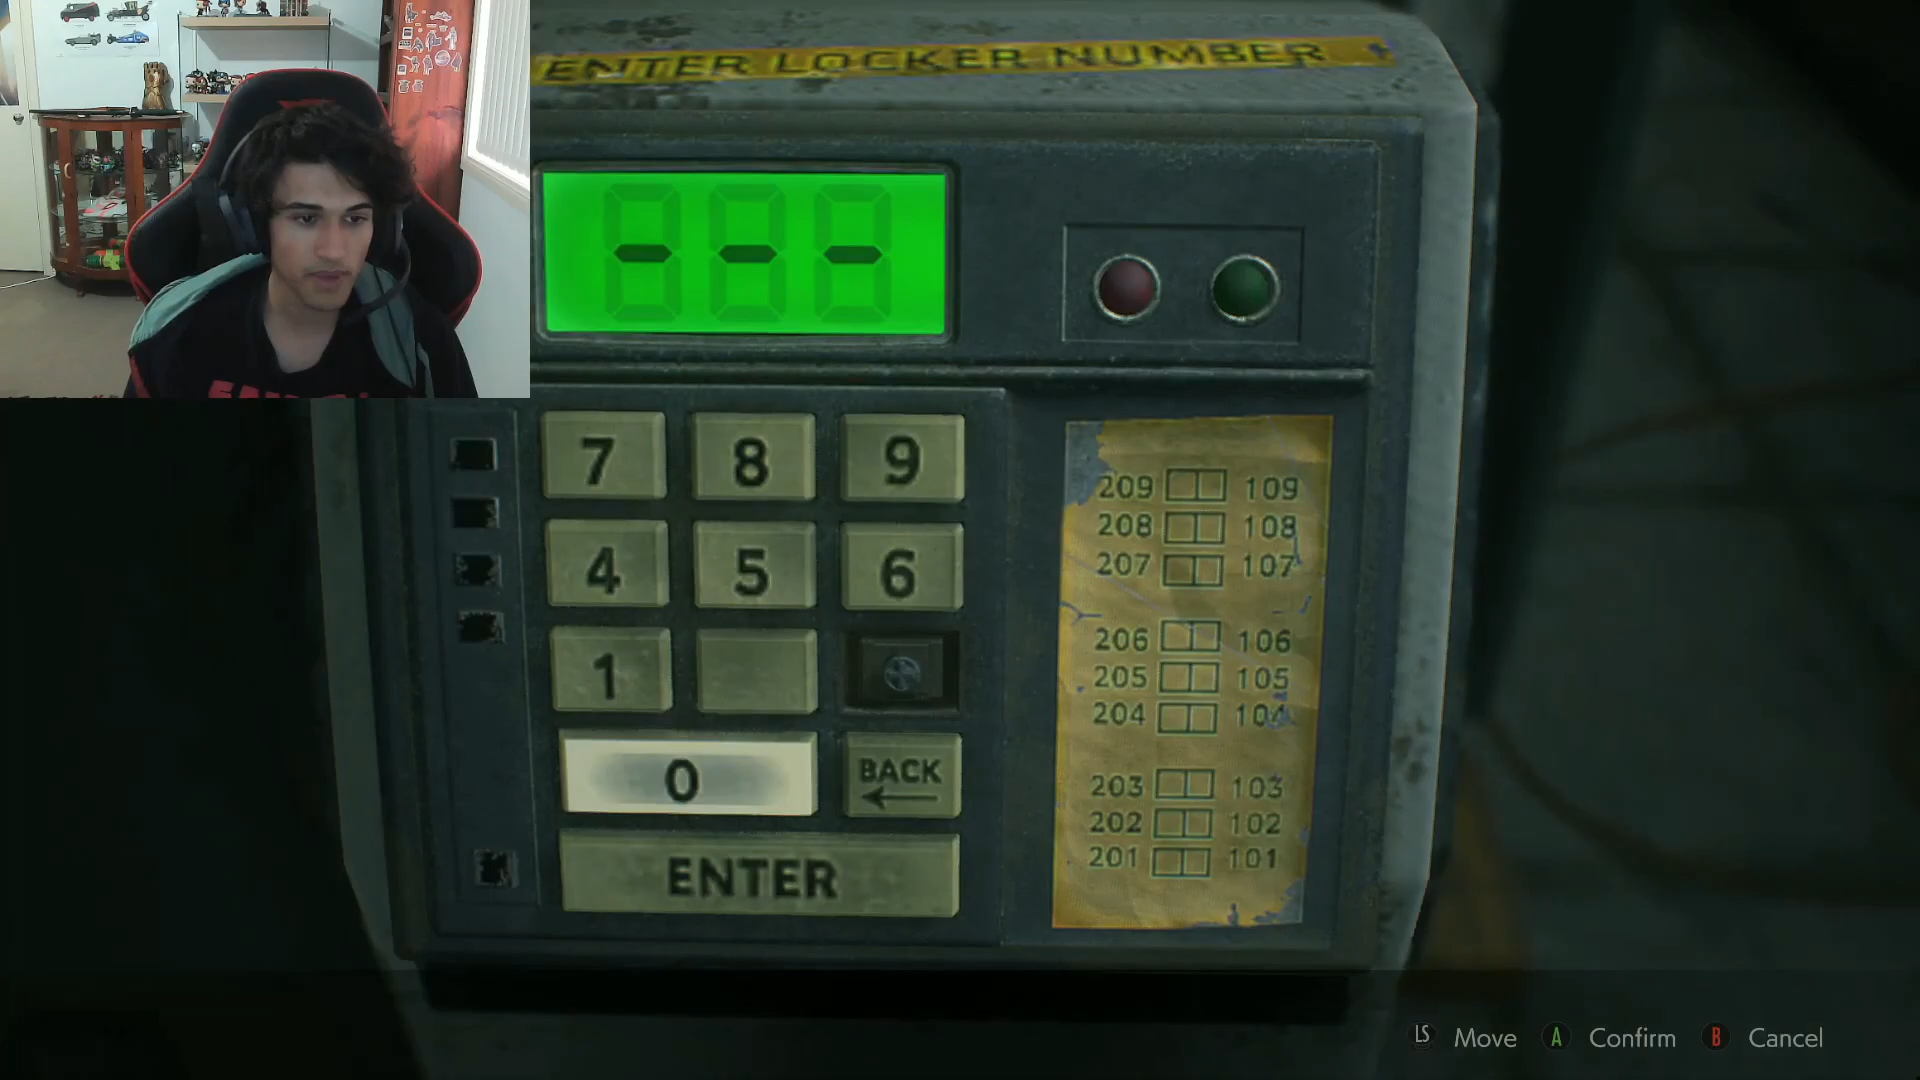 ENTER LOCKER NUMBER
7 8 9
4 5 6
1
0 BACK
ENTER
209 109
208 108
207 107
206 106
205 105
204 104
203 103
202 102
201 101
LS Move A Confirm B Cancel